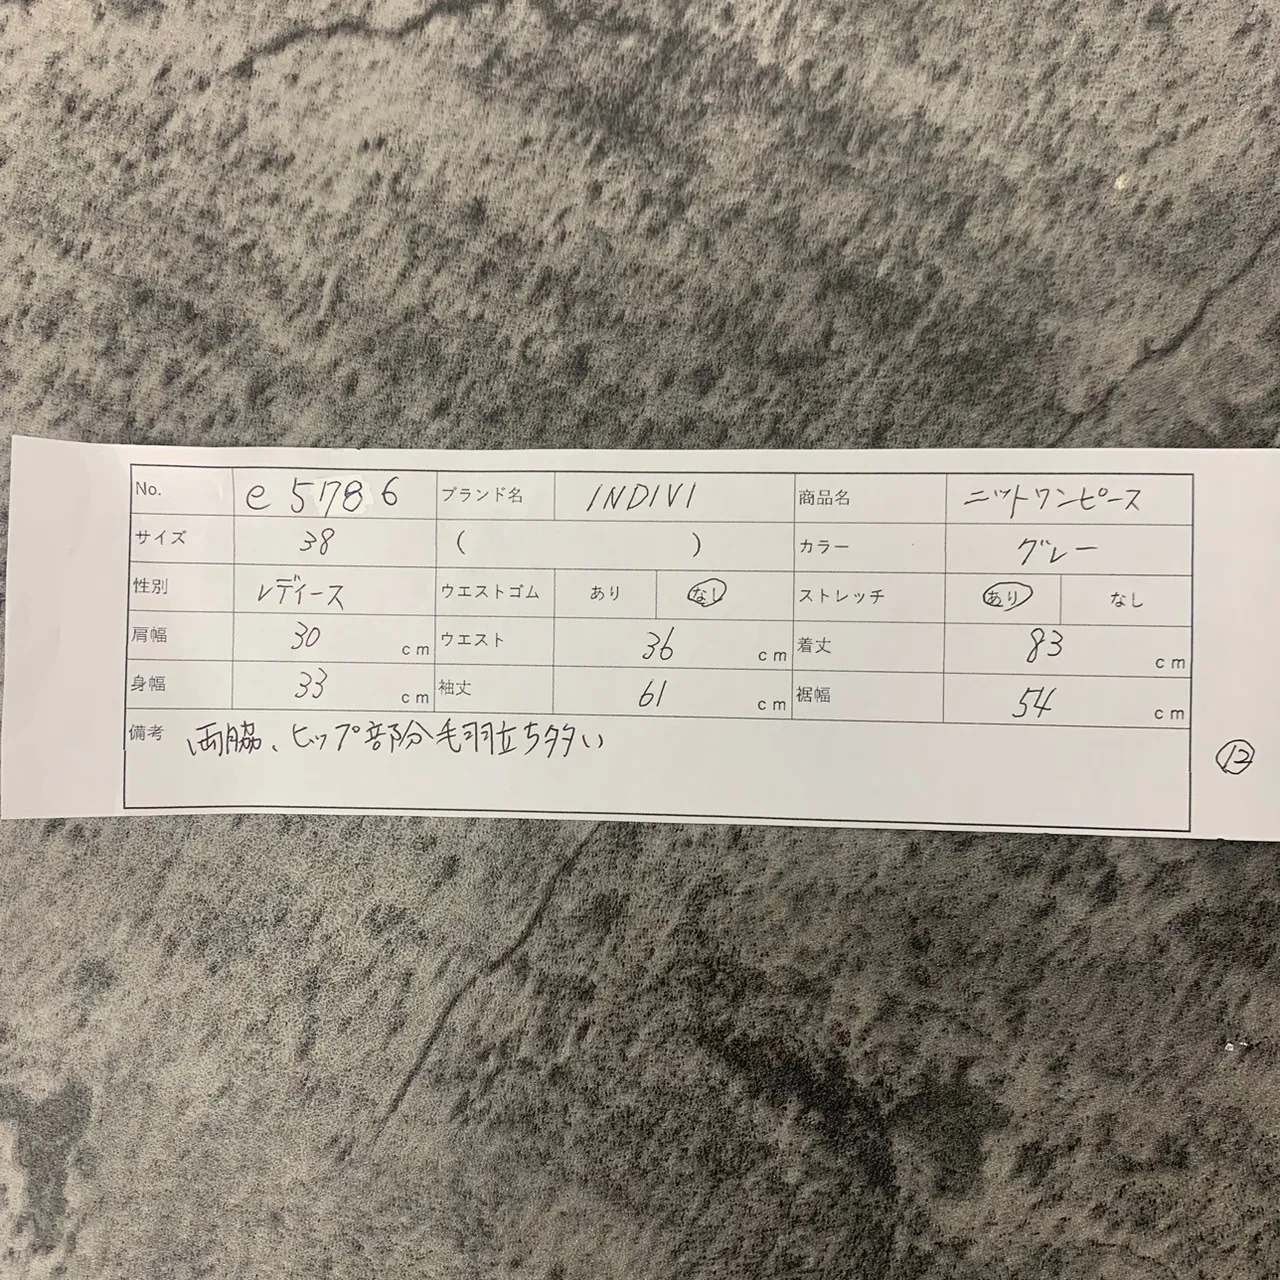 No. e 5786 ブランド名 INDIVI 商品名 ニットワンピース
サイズ 38 ( ) カラー グレー
性別 レディース ウエストゴム あり なし ストレッチ あり なし
肩幅 30 cm ウエスト 36 cm 着丈 83 cm
身幅 33 cm 袖丈 61 cm 裾幅 54 cm
備考 両脇、ヒップ部分毛羽立ち多い
⑫